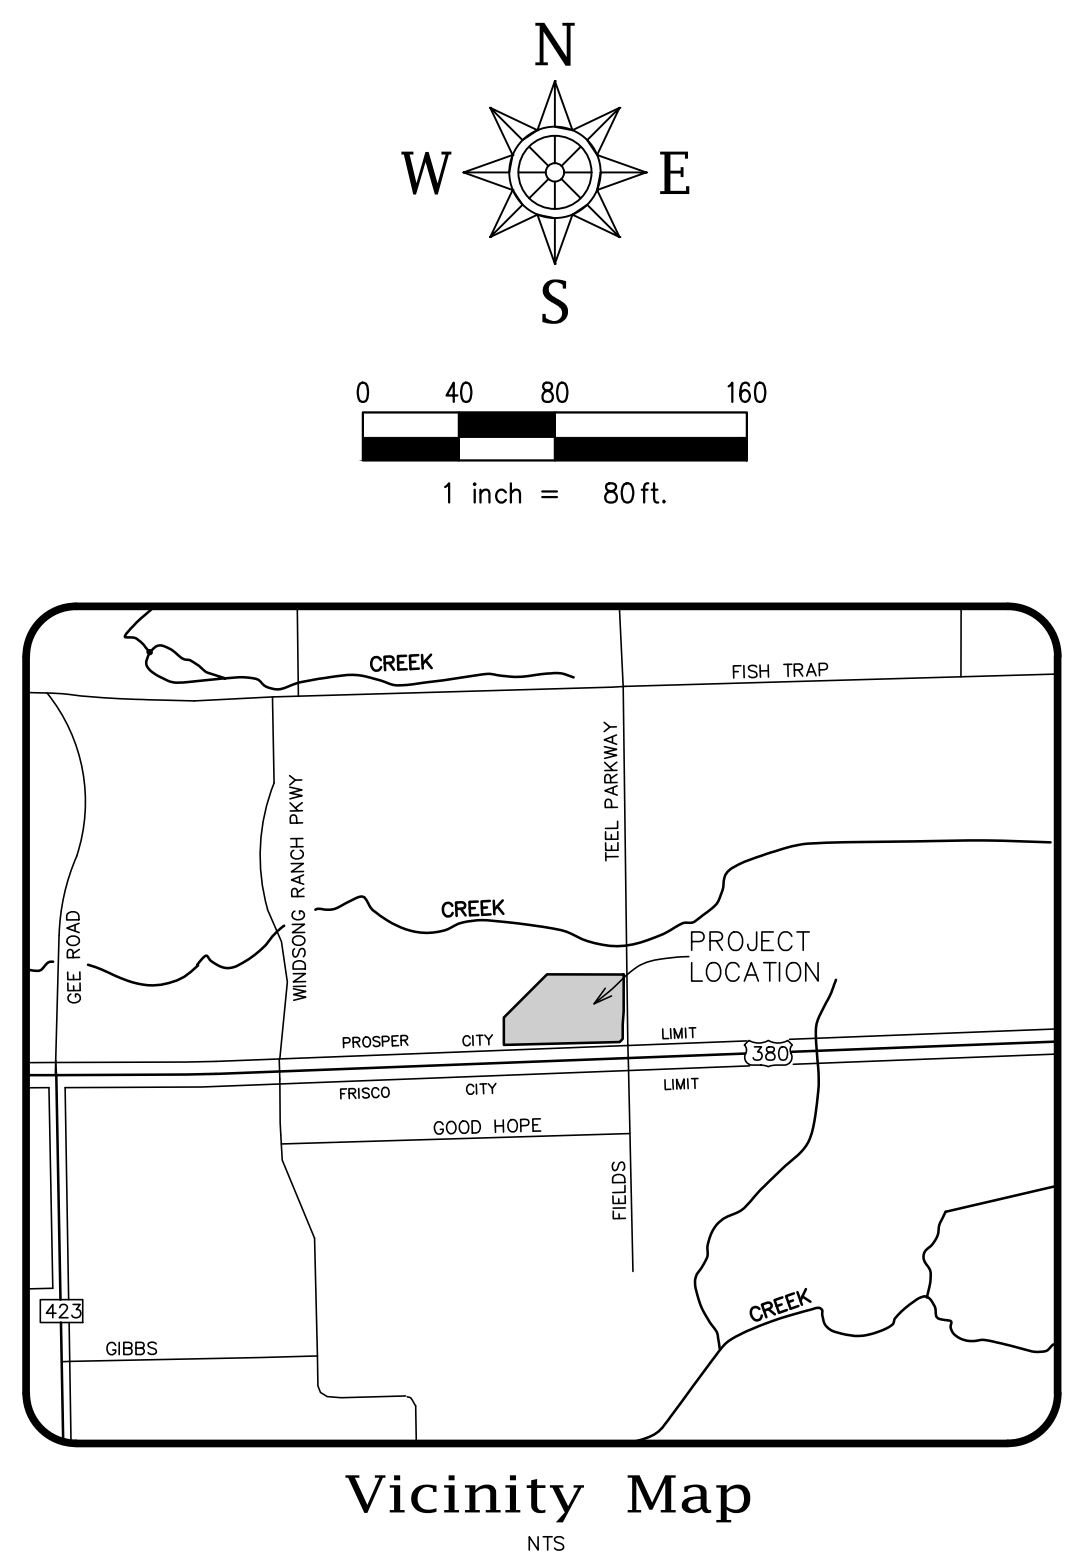 N
W E
S
0 40 80 160
1 inch = 80 ft.
CREEK
FISH TRAP
TEEL PARKWAY
WINDSONG RANCH PKWY
GEE ROAD
CREEK
PROJECT
LOCATION
PROSPER CITY LIMIT
380
FRISCO CITY LIMIT
GOOD HOPE
FIELDS
CREEK
423
GIBBS
Vicinity Map
NTS